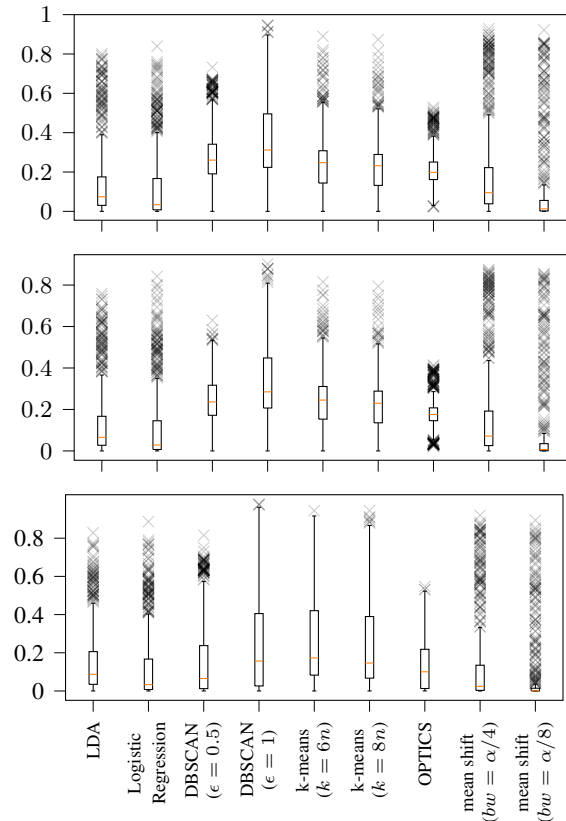 1
0.8
0.6
0.4
0.2
0
0.8
0.6
0.4
0.2
0
0.8
0.6
0.4
0.2
0
LDA
Logistic
Regression
DBSCAN
(ϵ = 0.5)
DBSCAN
(ϵ = 1)
k-means
(k = 6n)
k-means
(k = 8n)
OPTICS
mean shift
(bw = α/4)
mean shift
(bw = α/8)